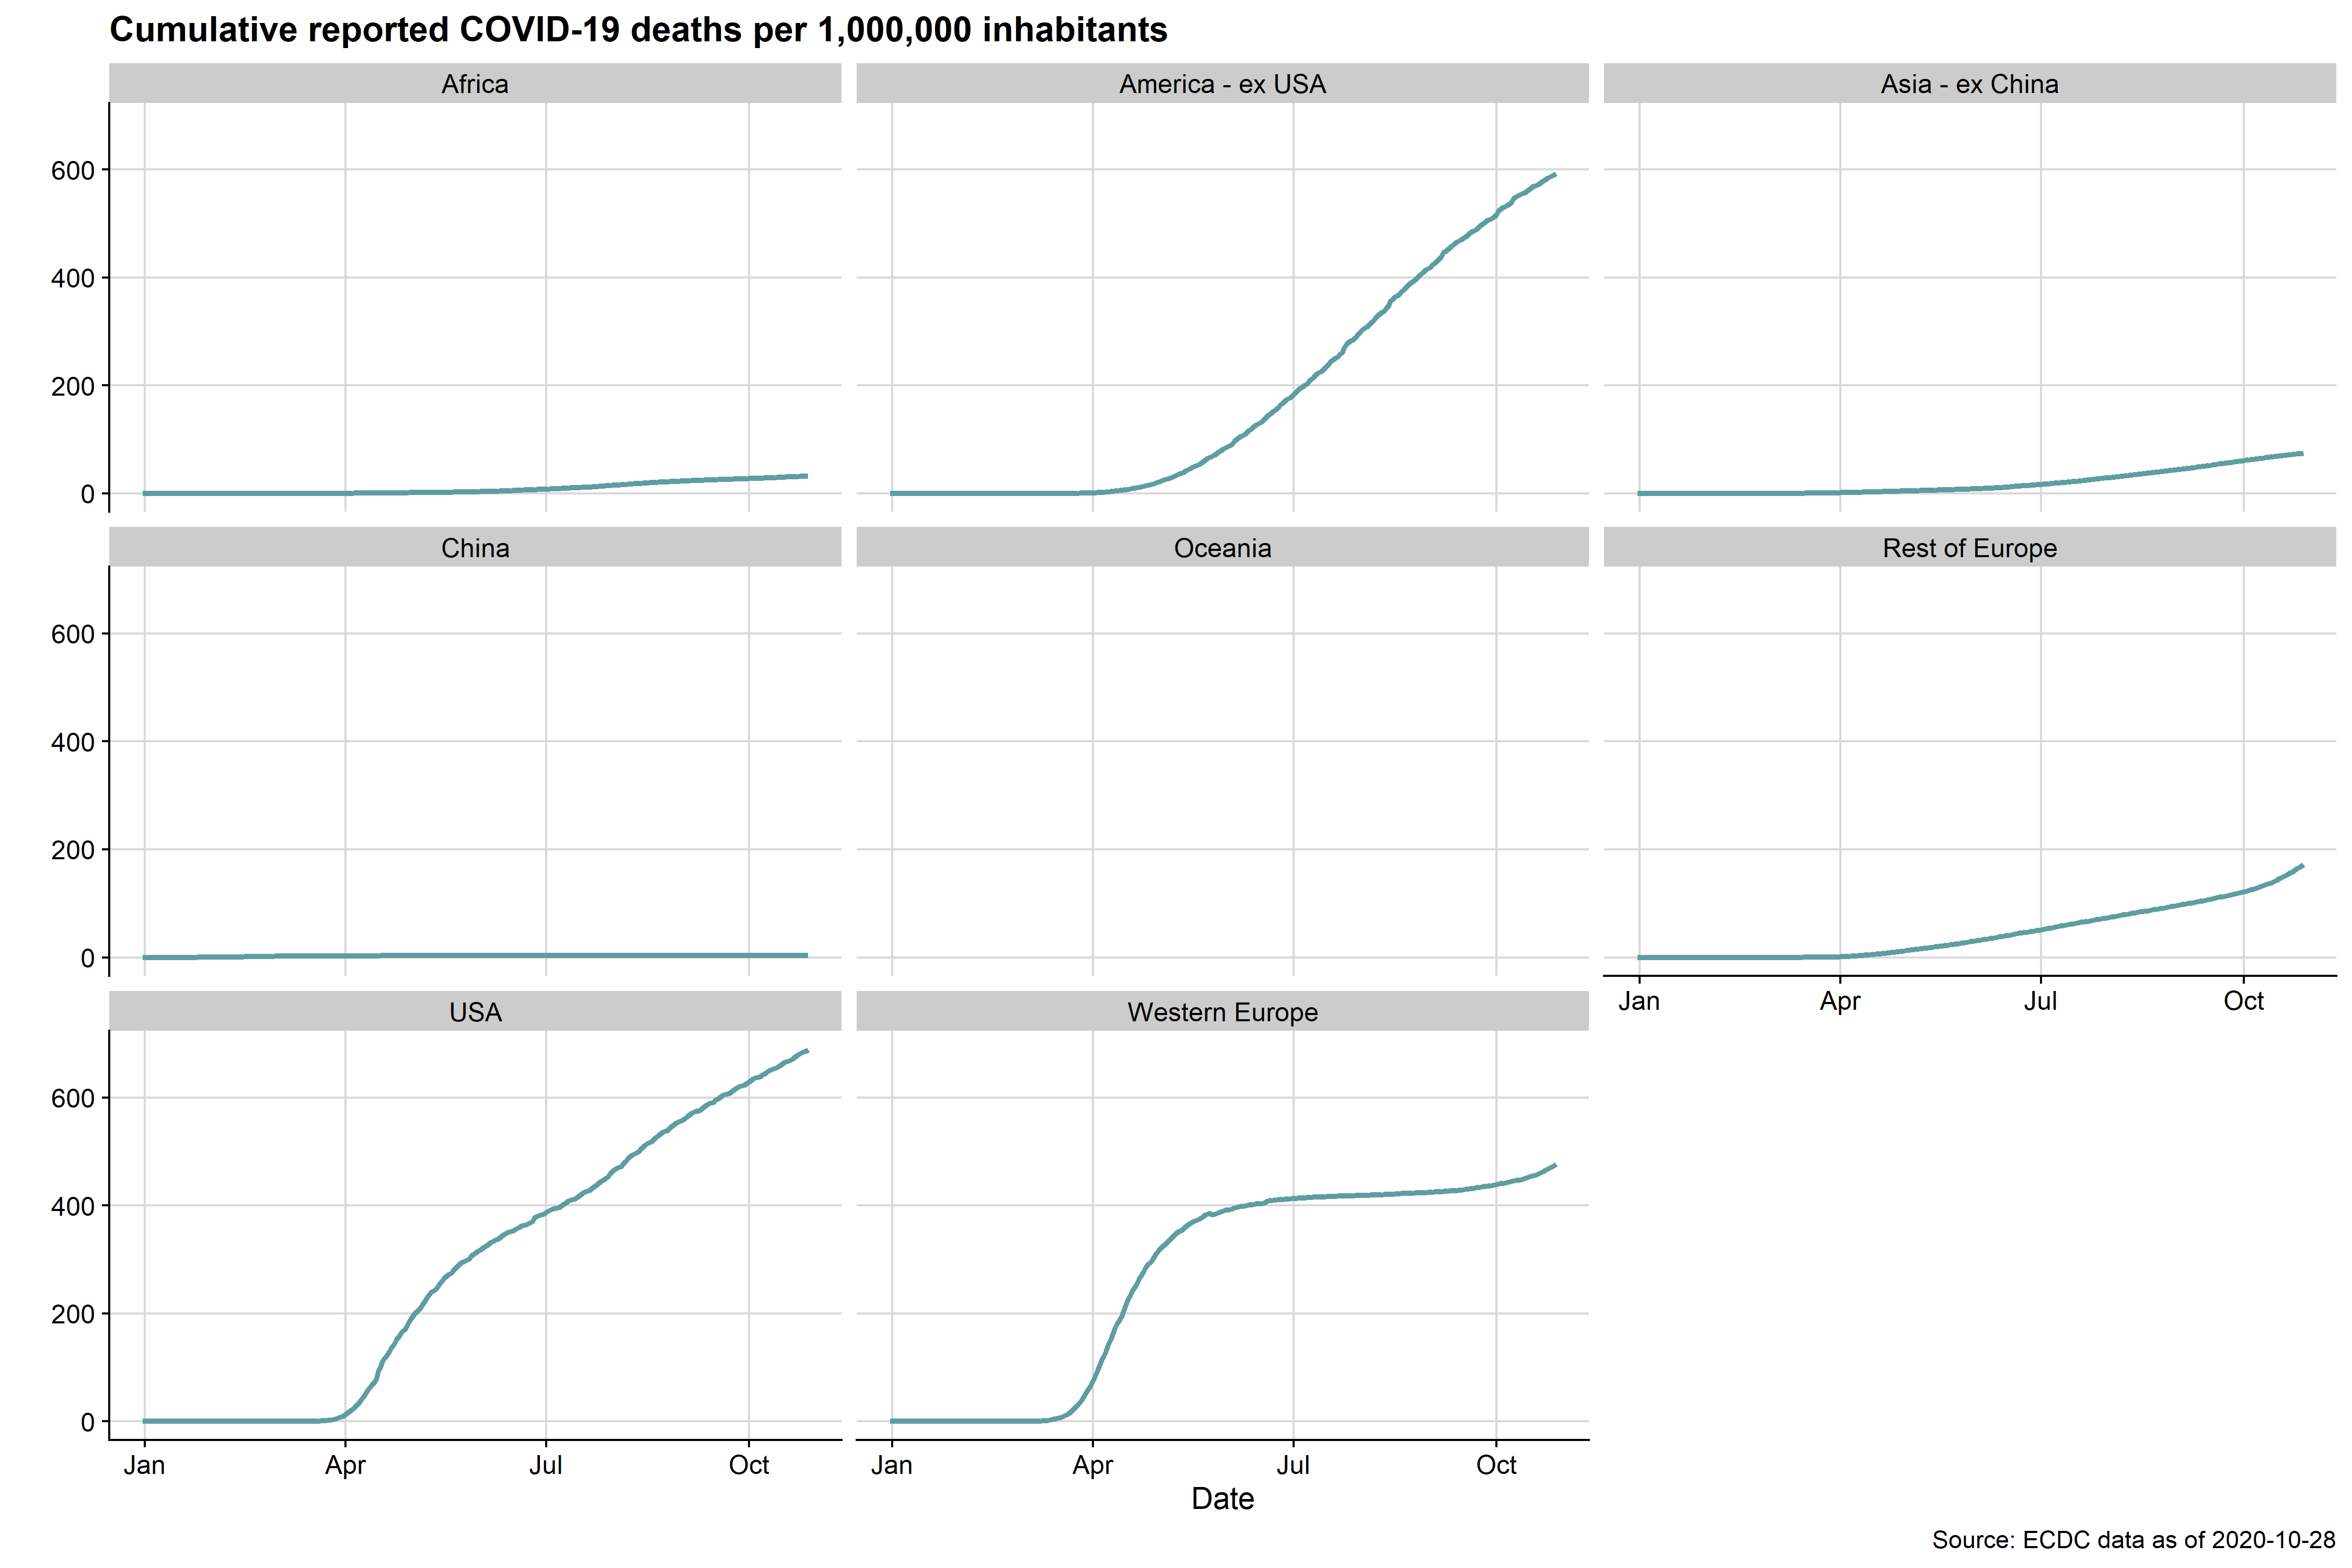 Cumulative reported COVID-19 deaths per 1,000,000 inhabitants
Africa
America - ex USA
Asia - ex China
600
400
200
0
China
Oceania
Rest of Europe
600
400
200
0
Jan Apr Jul Oct
USA
Western Europe
600
400
200
0
Jan Apr Jul Oct
Jan Apr Jul Oct
Date
Source: ECDC data as of 2020-10-28